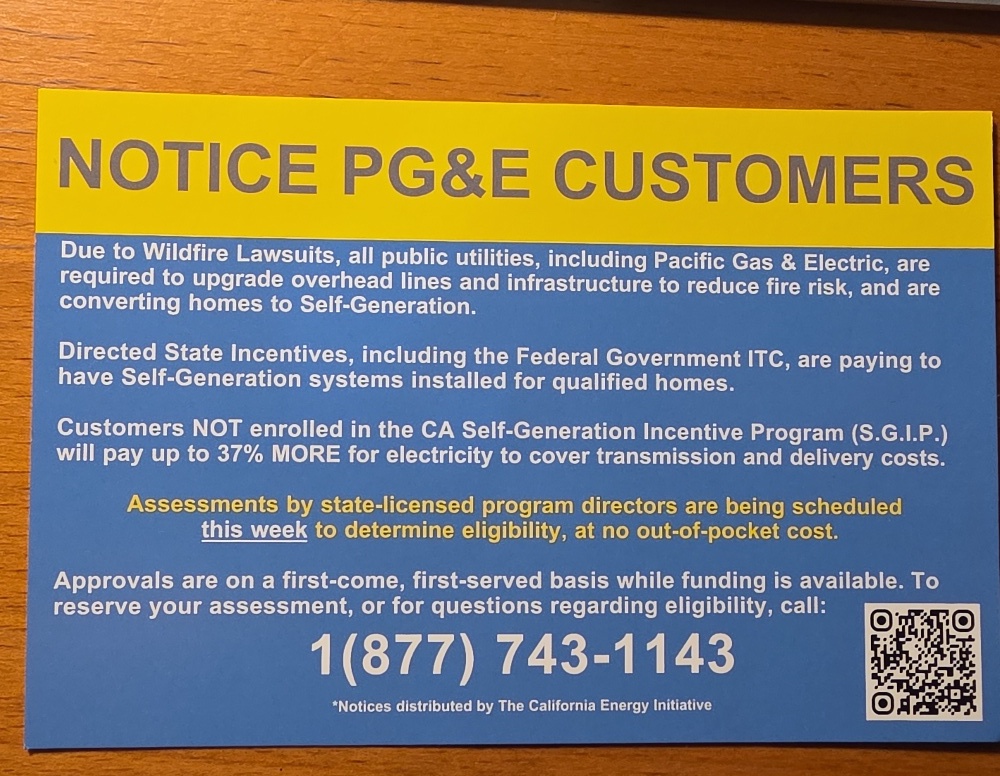 NOTICE PG&E CUSTOMERS
Due to Wildfire Lawsuits, all public utilities, including Pacific Gas & Electric, are
required to upgrade overhead lines and infrastructure to reduce fire risk, and are
converting homes to Self-Generation.
Directed State Incentives, including the Federal Government ITC, are paying to
have Self-Generation systems installed for qualified homes.
Customers NOT enrolled in the CA Self-Generation Incentive Program (S.G.I.P.)
will pay up to 37% MORE for electricity to cover transmission and delivery costs.
Assessments by state-licensed program directors are being scheduled
this week to determine eligibility, at no out-of-pocket cost.
Approvals are on a first-come, first-served basis while funding is available. To
reserve your assessment, or for questions regarding eligibility, call:
1(877) 743-1143
*Notices distributed by The California Energy Initiative